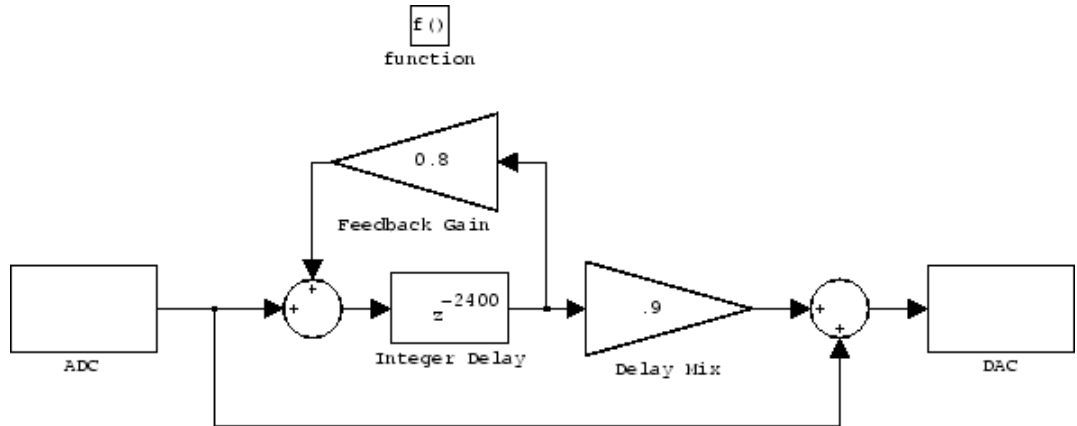 f()
function
0.8
Feedback Gain
+
+
z^-2400
Integer Delay
.9
Delay Mix
+
+
ADC
DAC